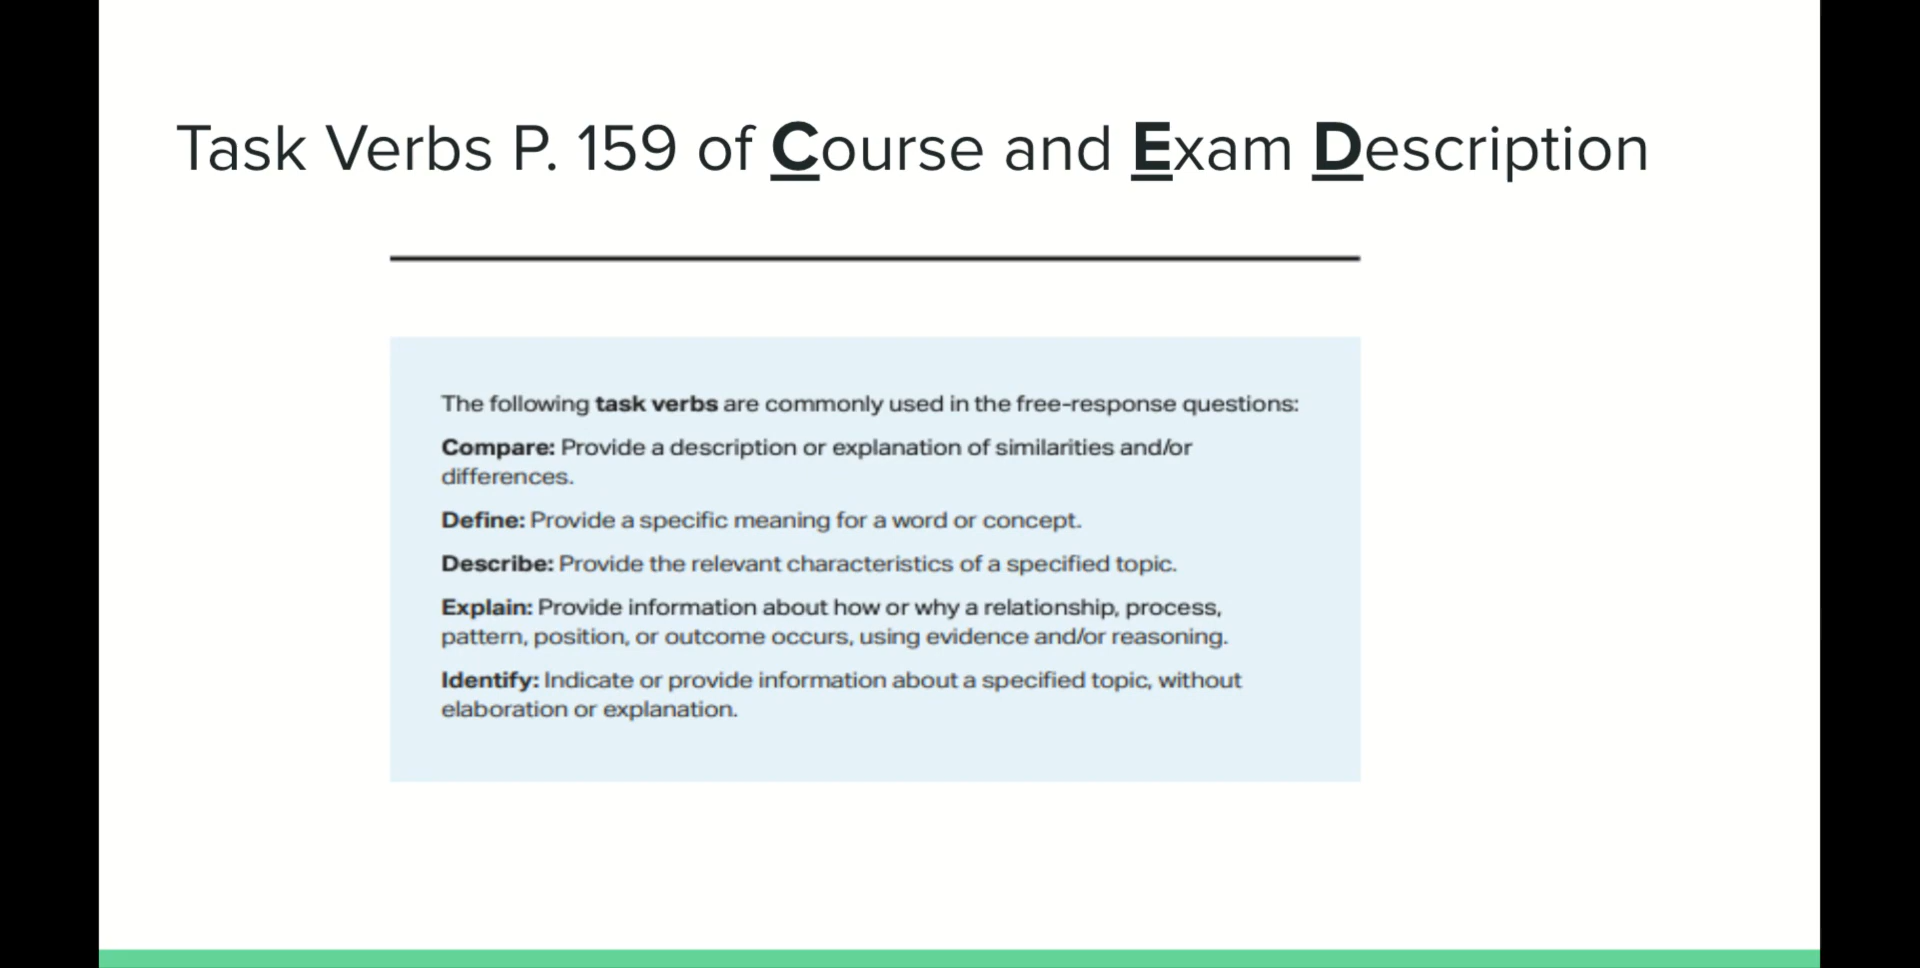 Task Verbs P. 159 of Course and Exam Description
The following task verbs are commonly used in the free-response questions:
Compare: Provide a description or explanation of similarities and/or
differences.
Define: Provide a specific meaning for a word or concept.
Describe: Provide the relevant characteristics of a specified topic.
Explain: Provide information about how or why a relationship, process,
pattern, position, or outcome occurs, using evidence and/or reasoning.
Identify: Indicate or provide information about a specified topic, without
elaboration or explanation.